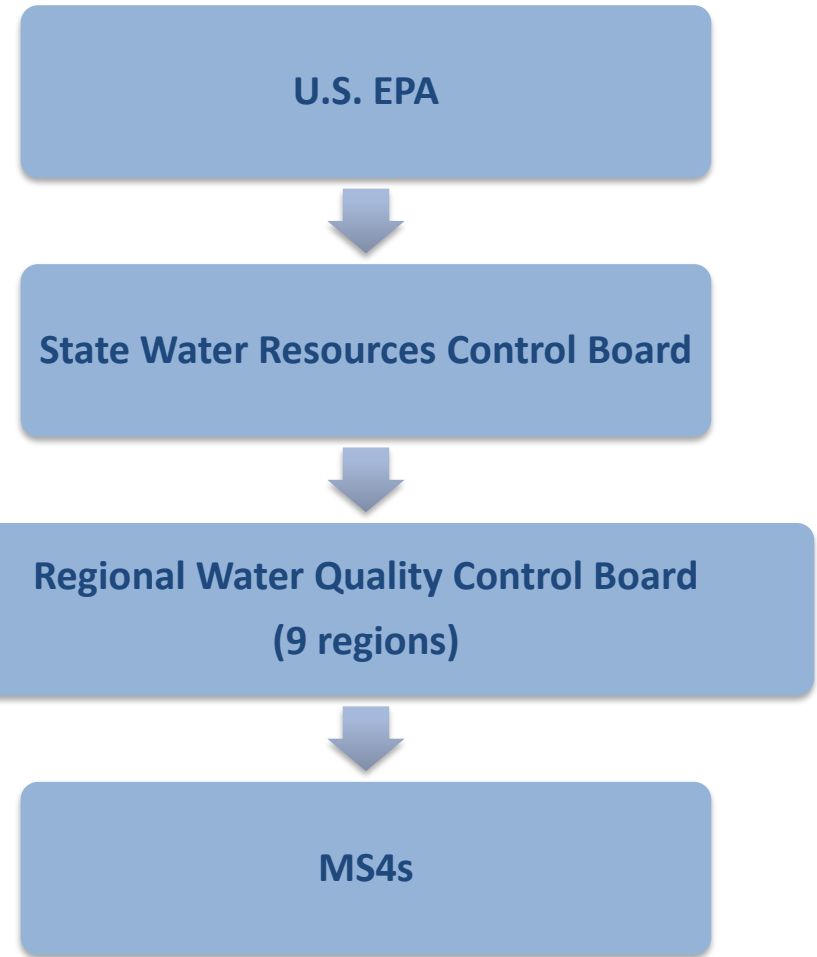 U.S. EPA
State Water Resources Control Board
Regional Water Quality Control Board
(9 regions)
MS4s